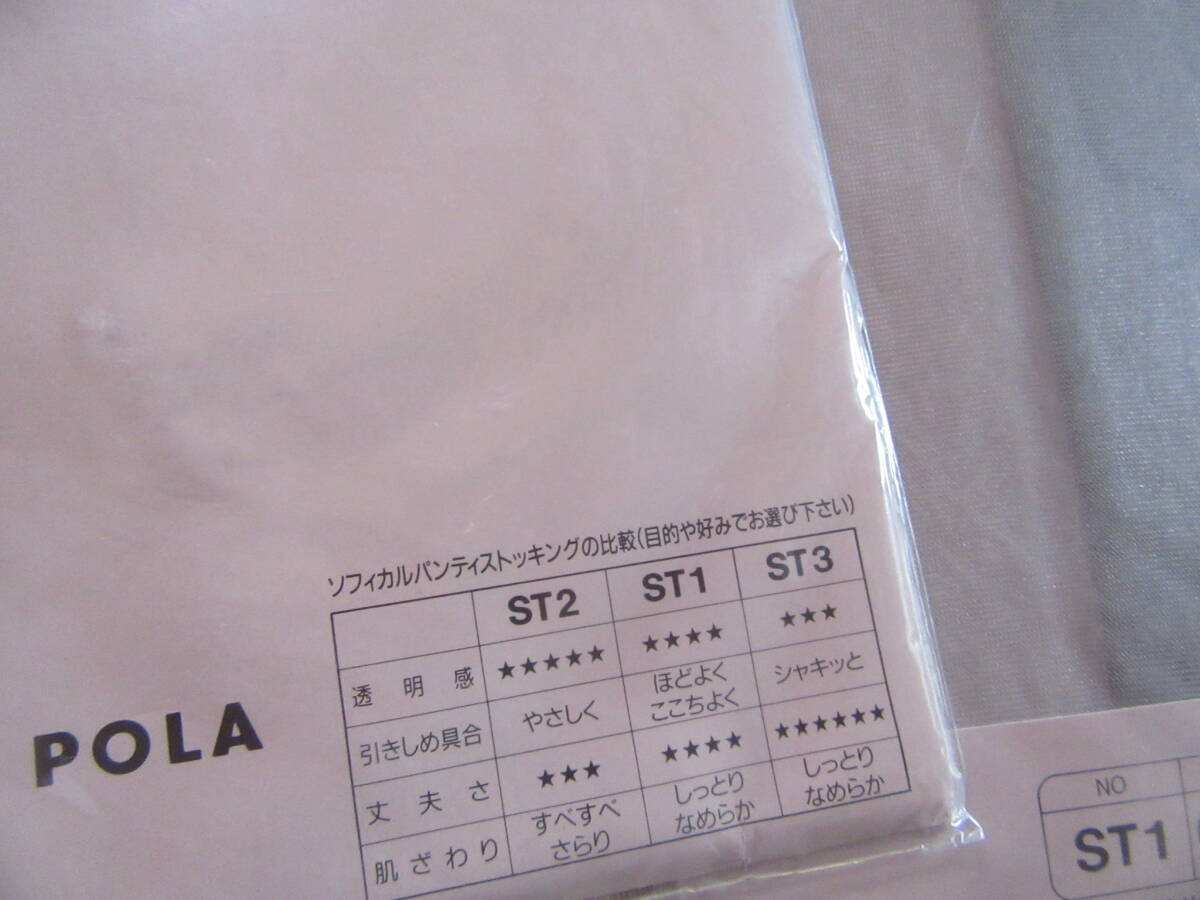 ソフィカルパンティストッキングの比較(目的や好みでお選び下さい)
ST2 ST1 ST3
透明感 ★★★★★ ★★★★ ★★★
引きしめ具合 やさしく ほどよく ここちよく シャキッと
丈夫さ ★★★ ★★★★ ★★★★★★
肌ざわり すべすべ さらり しっとり なめらか しっとり なめらか
POLA
NO
ST1